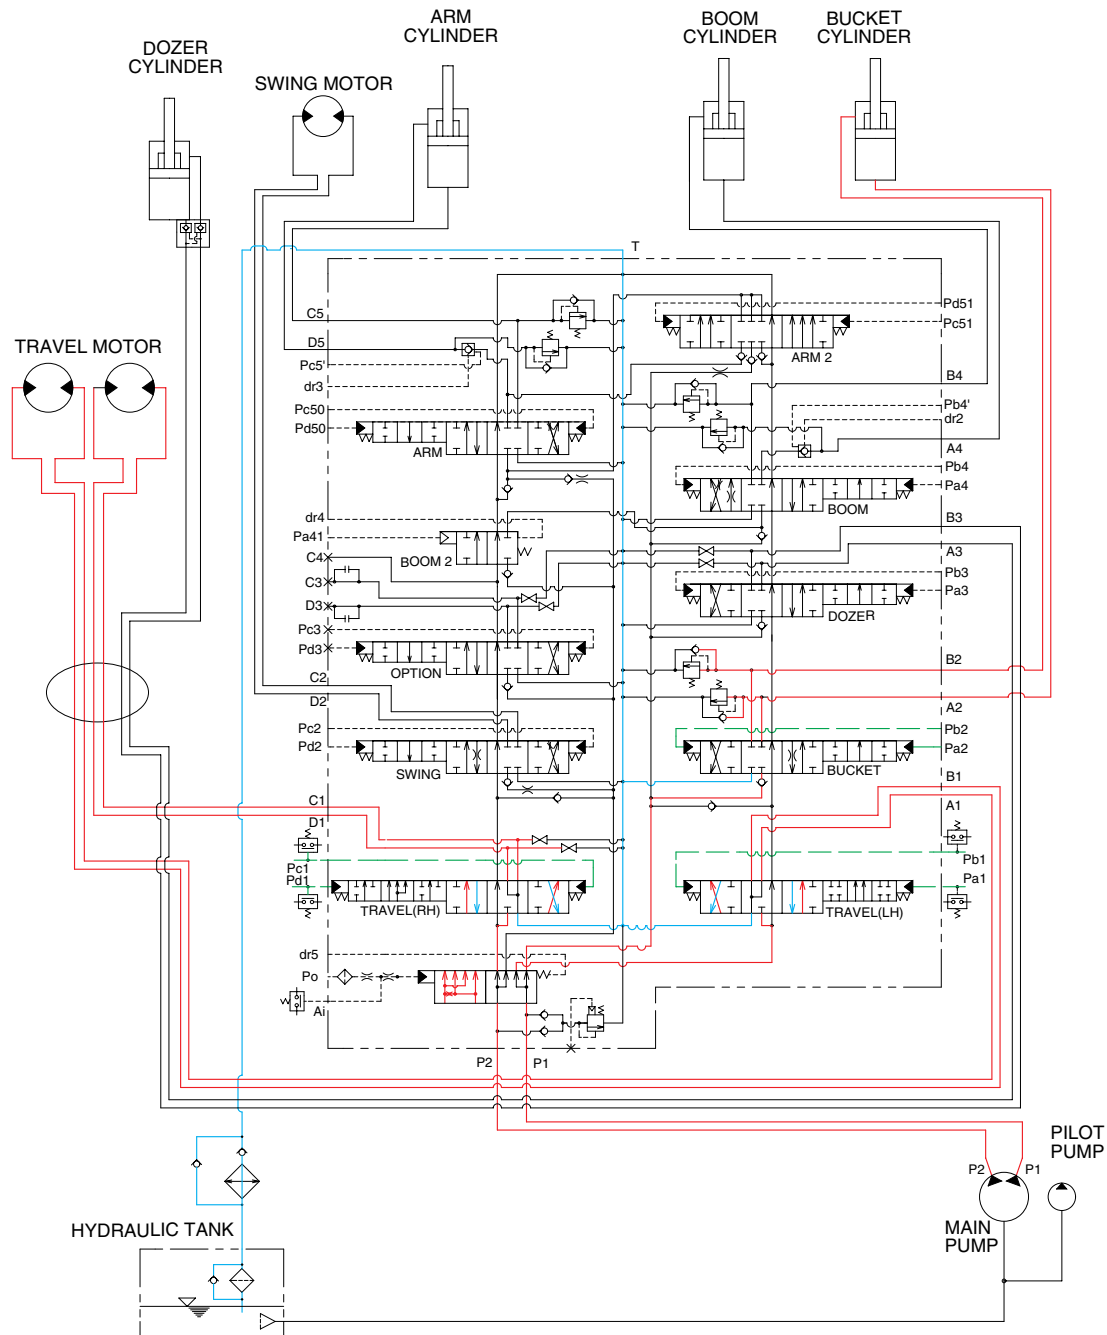 ARM
CYLINDER
BOOM
CYLINDER
BUCKET
CYLINDER
DOZER
CYLINDER
SWING MOTOR
TRAVEL MOTOR
T
C5
D5
Pc5'
dr3
Pc50
Pd50
ARM
dr4
Pa41
C4
BOOM 2
C3
D3
Pc3
Pd3
OPTION
C2
D2
Pc2
Pd2
SWING
C1
D1
Pc1
Pd1
TRAVEL(RH)
dr5
Po
Ai
P2
P1
Pd51
Pc51
ARM 2
B4
Pb4'
dr2
A4
Pb4
Pa4
BOOM
B3
A3
Pb3
Pa3
DOZER
B2
A2
Pb2
Pa2
BUCKET
B1
A1
Pb1
Pa1
TRAVEL(LH)
PILOT
PUMP
P2
P1
MAIN
PUMP
HYDRAULIC TANK